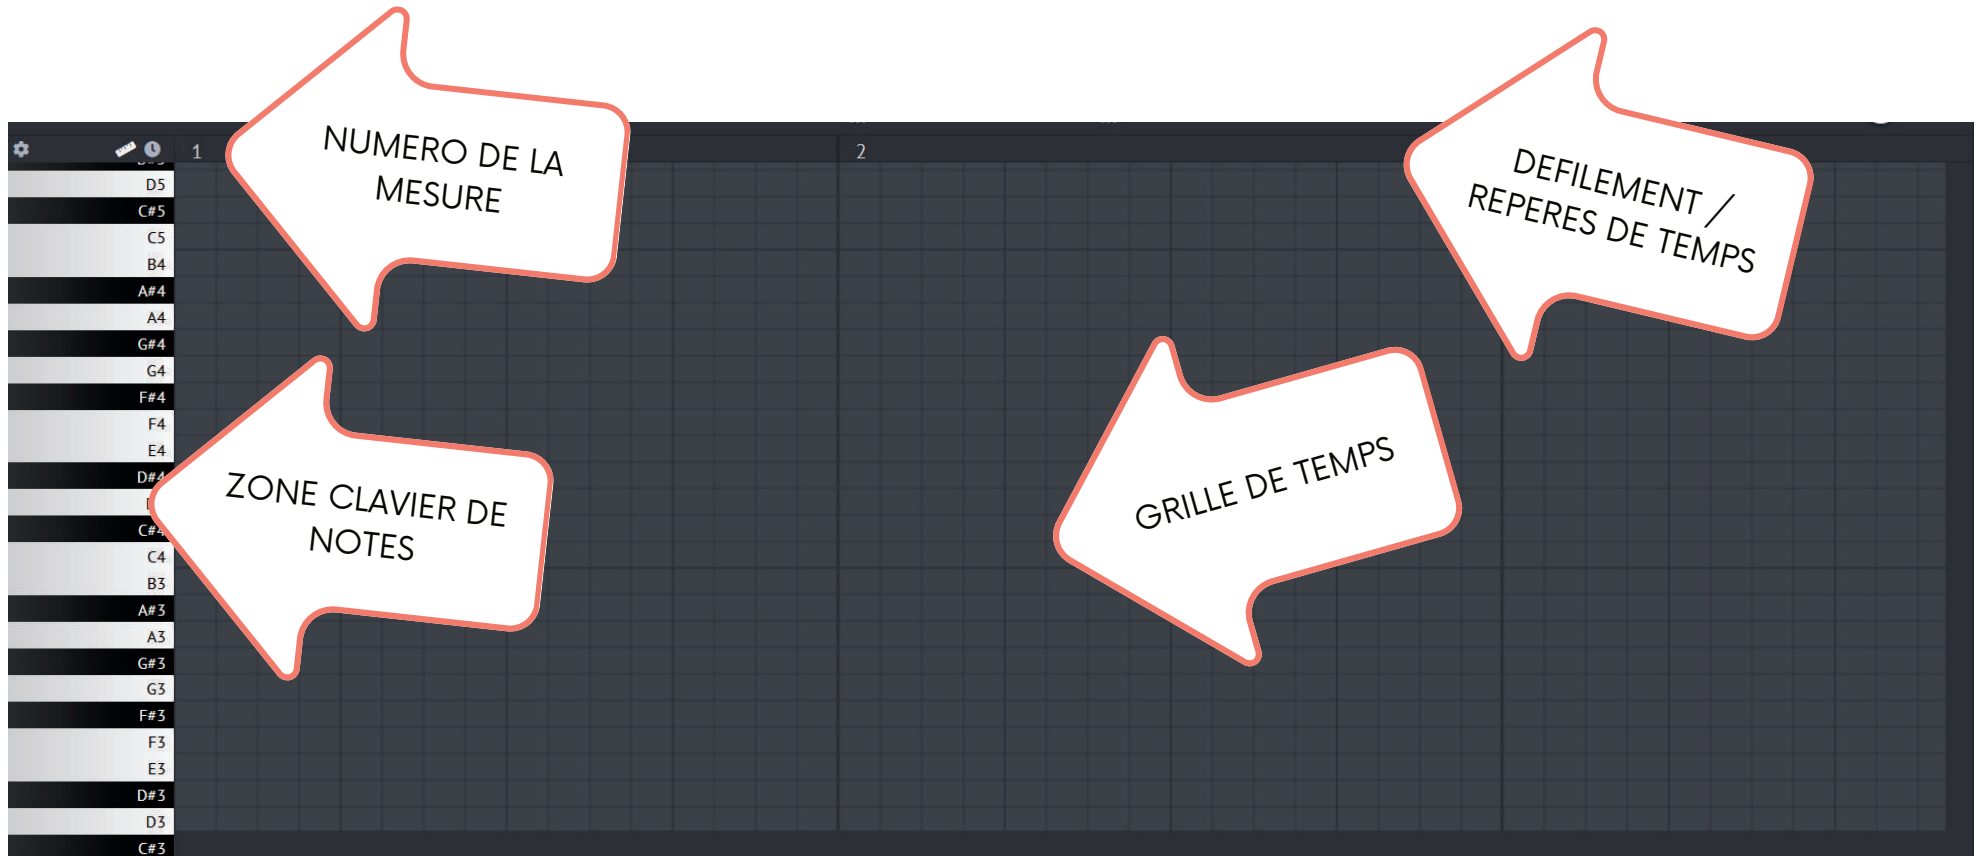 1
2
NUMERO DE LA
MESURE
DEFILEMENT /
REPERES DE TEMPS
D5
C#5
C5
B4
A#4
A4
G#4
G4
F#4
F4
E4
D#4
C#4
C4
B3
A#3
A3
G#3
G3
F#3
F3
E3
D#3
D3
C#3
ZONE CLAVIER DE
NOTES
GRILLE DE TEMPS